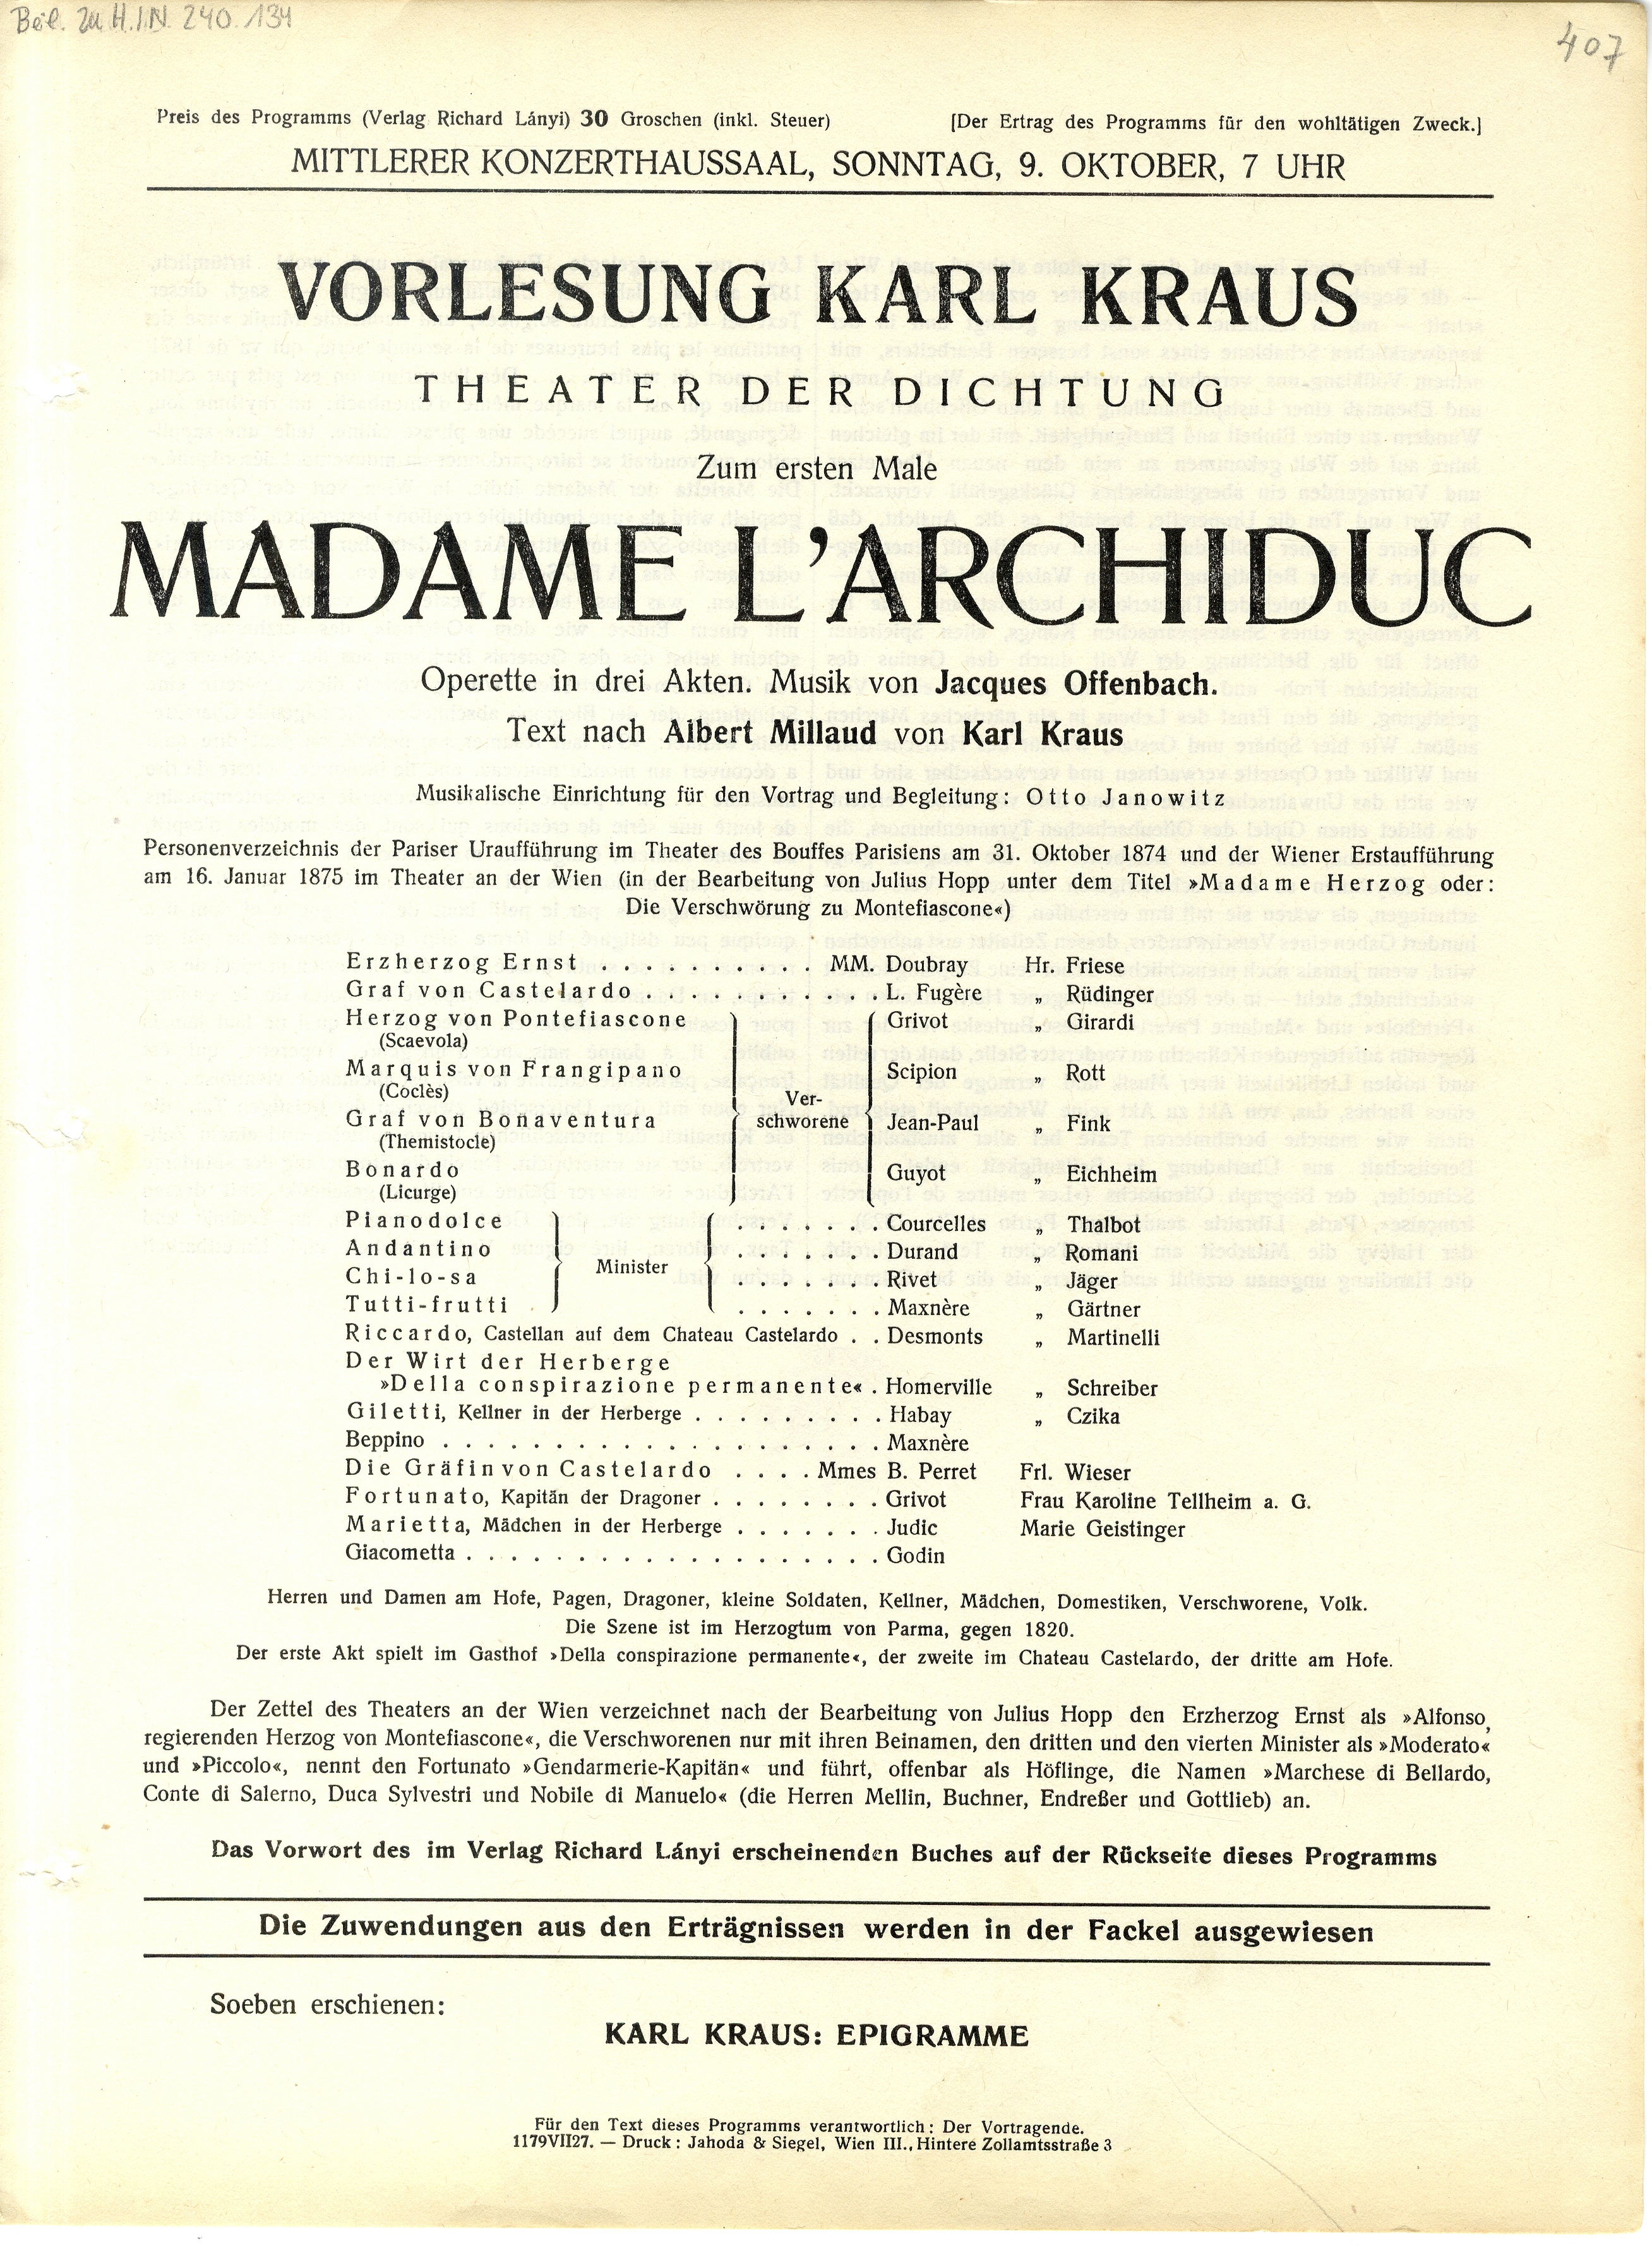 Beil. zu H.I.N. 240.134
407
Preis des Programms (Verlag Richard Lányi) 30 Groschen (inkl. Steuer) [Der Ertrag des Programms für den wohltätigen Zweck.]
MITTLERER KONZERTHAUSSAAL, SONNTAG, 9. OKTOBER, 7 UHR
VORLESUNG KARL KRAUS
THEATER DER DICHTUNG
Zum ersten Male
MADAME L'ARCHIDUC
Operette in drei Akten. Musik von Jacques Offenbach.
Text nach Albert Millaud von Karl Kraus
Musikalische Einrichtung für den Vortrag und Begleitung: Otto Janowitz
Personenverzeichnis der Pariser Uraufführung im Theater des Bouffes Parisiens am 31. Oktober 1874 und der Wiener Erstaufführung
am 16. Januar 1875 im Theater an der Wien (in der Bearbeitung von Julius Hopp unter dem Titel »Madame Herzog oder:
Die Verschwörung zu Montefiascone«)
Erzherzog Ernst . . . . . . . . . . MM. Doubray Hr. Friese
Graf von Castelardo . . . . . . . . . . . L. Fugère „ Rüdinger
Herzog von Pontefiascone Grivot „ Girardi
(Scaevola)
Marquis von Frangipano Scipion „ Rott
(Coclès)
Ver-
schworene
Graf von Bonaventura Jean-Paul „ Fink
(Themistocle)
Bonardo Guyot „ Eichheim
(Licurge)
Pianodolce . . . . . . . Courcelles „ Thalbot
Andantino . . . . . . . Durand „ Romani
Minister
Chi-lo-sa . . . . . . . Rivet „ Jäger
Tutti-frutti . . . . . . . Maxnère „ Gärtner
Riccardo, Castellan auf dem Chateau Castelardo . . Desmonts „ Martinelli
Der Wirt der Herberge
»Della conspirazione permanente« . Homerville „ Schreiber
Giletti, Kellner in der Herberge . . . . . . . . . Habay „ Czika
Beppino . . . . . . . . . . . . . . . . . . . Maxnère
Die Gräfin von Castelardo . . . . Mmes B. Perret Frl. Wieser
Fortunato, Kapitän der Dragoner . . . . . . . . Grivot Frau Karoline Tellheim a. G.
Marietta, Mädchen in der Herberge . . . . . . . Judic Marie Geistinger
Giacometta . . . . . . . . . . . . . . . . . . Godin
Herren und Damen am Hofe, Pagen, Dragoner, kleine Soldaten, Kellner, Mädchen, Domestiken, Verschworene, Volk.
Die Szene ist im Herzogtum von Parma, gegen 1820.
Der erste Akt spielt im Gasthof »Della conspirazione permanente«, der zweite im Chateau Castelardo, der dritte am Hofe.
Der Zettel des Theaters an der Wien verzeichnet nach der Bearbeitung von Julius Hopp den Erzherzog Ernst als »Alfonso,
regierenden Herzog von Montefiascone«, die Verschworenen nur mit ihren Beinamen, den dritten und den vierten Minister als »Moderato«
und »Piccolo«, nennt den Fortunato »Gendarmerie-Kapitän« und führt, offenbar als Höflinge, die Namen »Marchese di Bellardo,
Conte di Salerno, Duca Sylvestri und Nobile di Manuelo« (die Herren Mellin, Buchner, Endreßer und Gottlieb) an.
Das Vorwort des im Verlag Richard Lányi erscheinenden Buches auf der Rückseite dieses Programms
Die Zuwendungen aus den Erträgnissen werden in der Fackel ausgewiesen
Soeben erschienen:
KARL KRAUS: EPIGRAMME
Für den Text dieses Programms verantwortlich: Der Vortragende.
1179VII27. — Druck: Jahoda & Siegel, Wien III., Hintere Zollamtsstraße 3